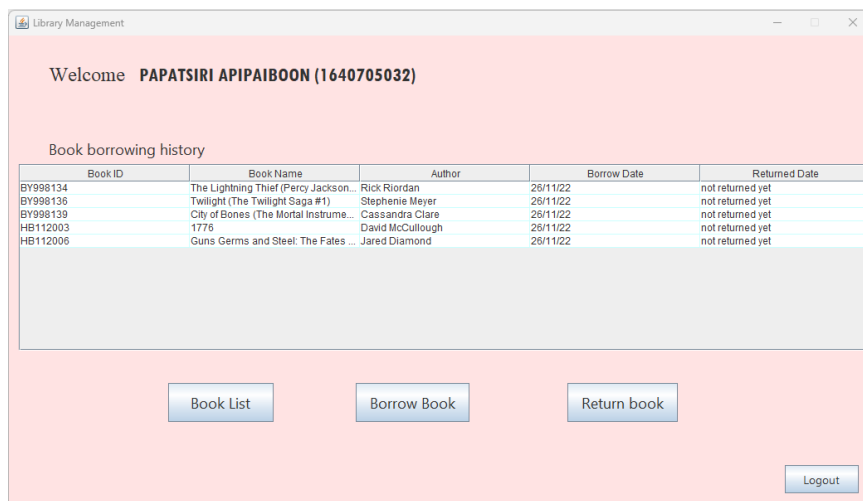 Library Management
Welcome PAPATSIRI APIPAIBOON (1640705032)
Book borrowing history
Book ID Book Name Author Borrow Date Returned Date
BY998134 The Lightning Thief (Percy Jackson... Rick Riordan 26/11/22 not returned yet
BY998136 Twilight (The Twilight Saga #1) Stephenie Meyer 26/11/22 not returned yet
BY998139 City of Bones (The Mortal Instrume... Cassandra Clare 26/11/22 not returned yet
HB112003 1776 David McCullough 26/11/22 not returned yet
HB112006 Guns Germs and Steel: The Fates ... Jared Diamond 26/11/22 not returned yet
Book List Borrow Book Return book
Logout